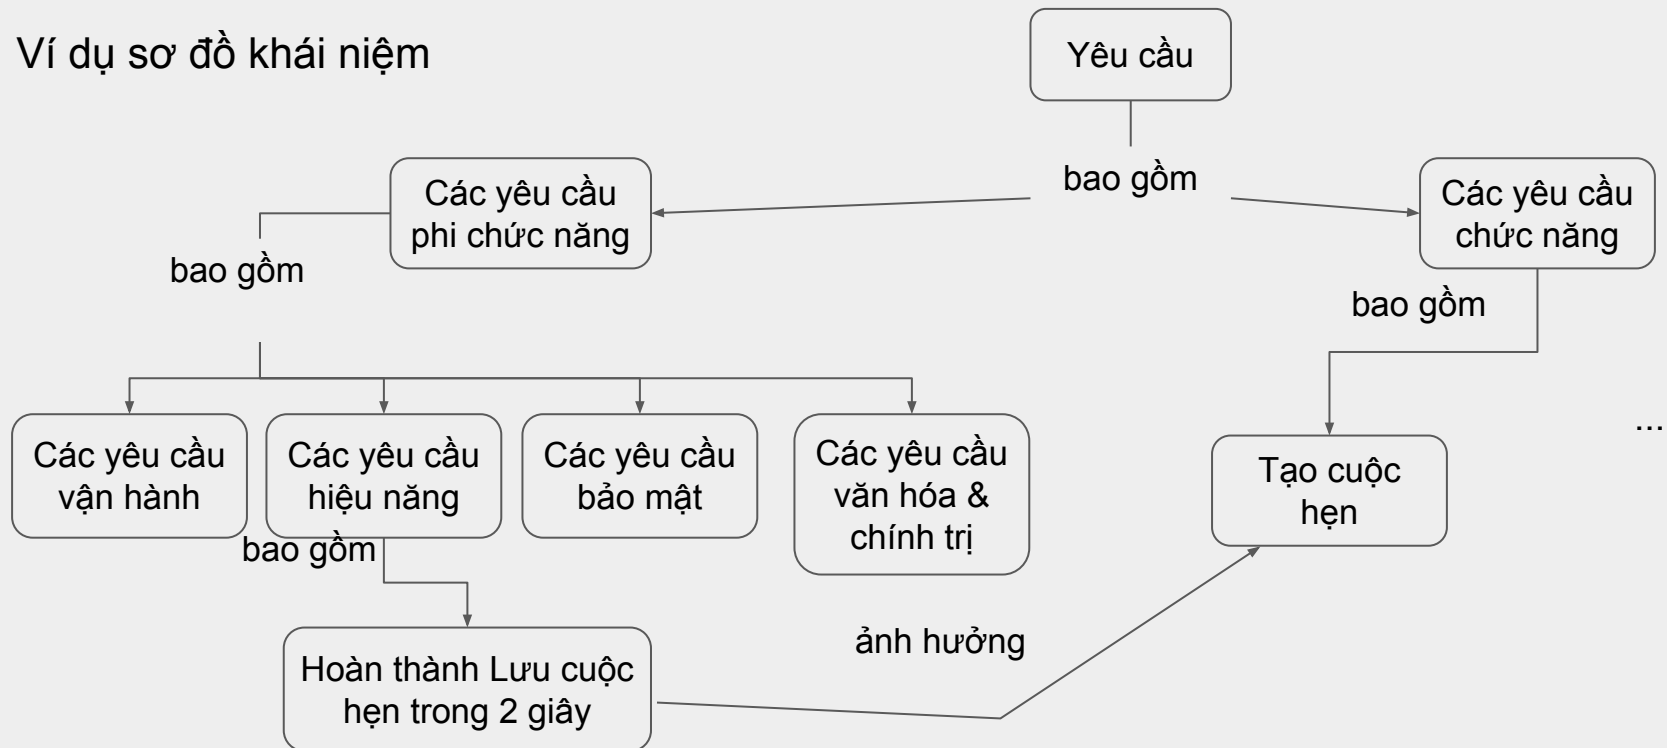 Ví dụ sơ đồ khái niệm
Yêu cầu
bao gồm
Các yêu cầu
phi chức năng
Các yêu cầu
chức năng
bao gồm
bao gồm
Các yêu cầu
vận hành
Các yêu cầu
hiệu năng
Các yêu cầu
bảo mật
Các yêu cầu
văn hóa &
chính trị
Tạo cuộc
hẹn
...
bao gồm
ảnh hưởng
Hoàn thành Lưu cuộc
hẹn trong 2 giây